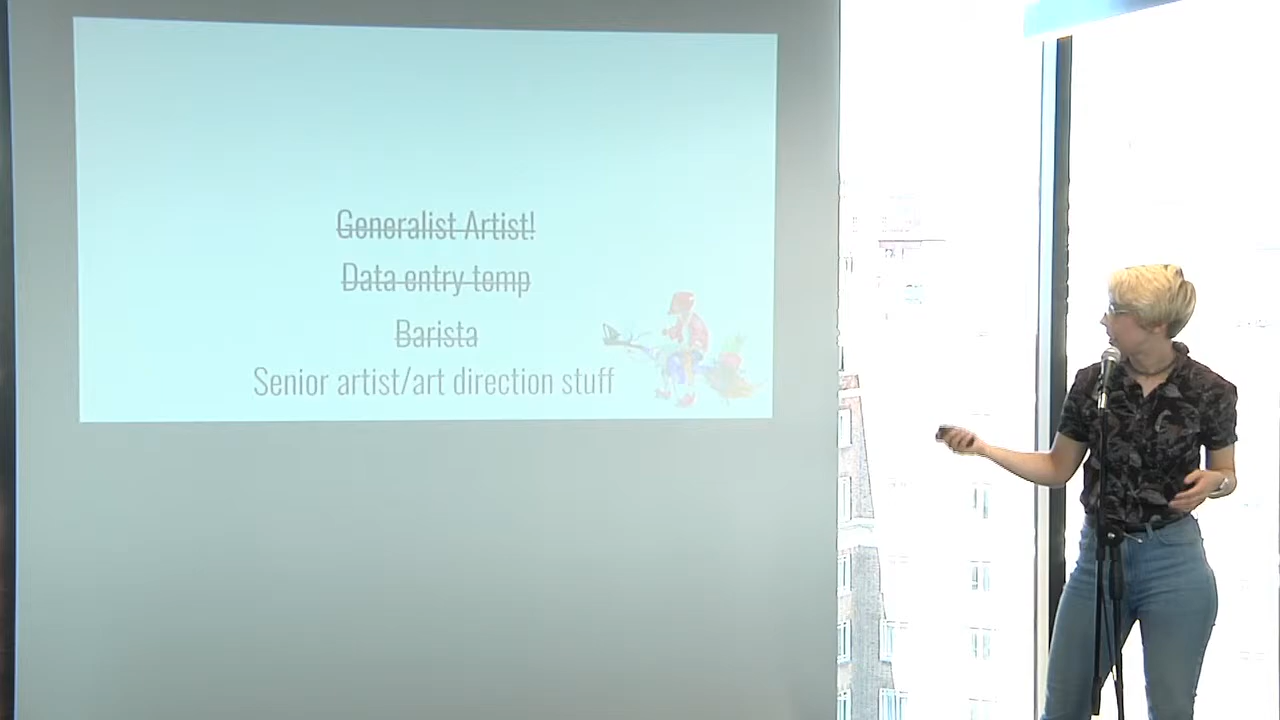 Generalist Artist!
Data entry temp
Barista
Senior artist/art direction stuff